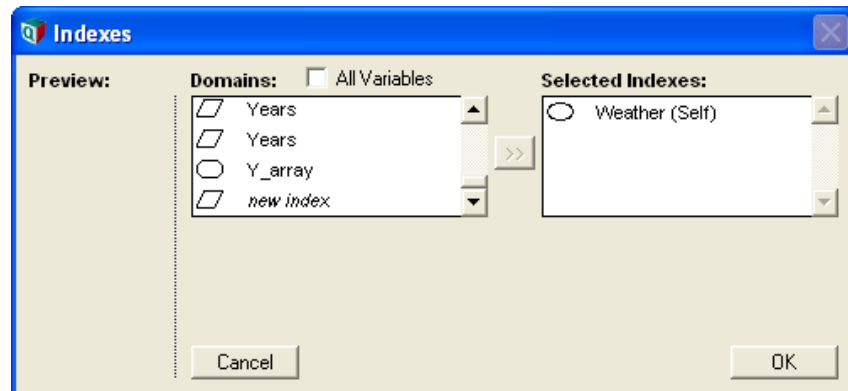 Indexes
Preview:
Domains:
All Variables
Years
Years
Y_array
new index
>>
Selected Indexes:
Weather (Self)
Cancel
OK